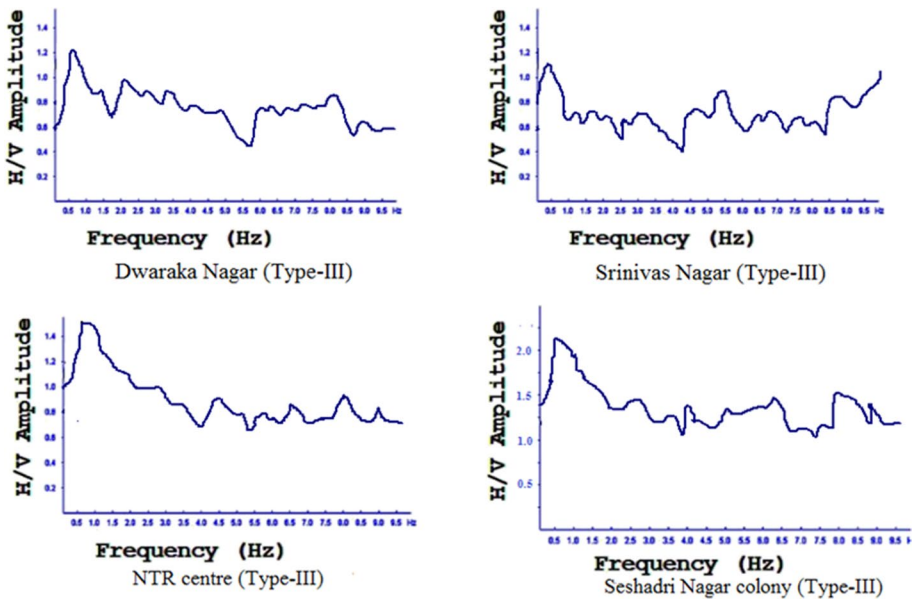 H/V Amplitude
1.4
1.2
1.0
0.8
0.6
0.4
0.2
0.5 1.0 1.5 2.0 2.5 3.0 3.5 4.0 4.5 5.0 5.5 6.0 6.5 7.0 7.5 8.0 8.5 9.0 9.5 Hz
Frequency (Hz)
Dwaraka Nagar (Type-III)
H/V Amplitude
1.4
1.2
1.0
0.8
0.6
0.4
0.2
0.5 1.0 1.5 2.0 2.5 3.0 3.5 4.0 4.5 5.0 5.5 6.0 6.5 7.0 7.5 8.0 8.5 9.0 9.5 Hz
Frequency (Hz)
Srinivas Nagar (Type-III)
H/V Amplitude
1.4
1.2
1.0
0.8
0.6
0.4
0.2
0.5 1.0 1.5 2.0 2.5 3.0 3.5 4.0 4.5 5.0 5.5 6.0 6.5 7.0 7.5 8.0 8.5 9.0 9.5 Hz
Frequency (Hz)
NTR centre (Type-III)
H/V Amplitude
2.0
1.5
1.0
0.5
0.5 1.0 1.5 2.0 2.5 3.0 3.5 4.0 4.5 5.0 5.5 6.0 6.5 7.0 7.5 8.0 8.5 9.0 9.5 Hz
Frequency (Hz)
Seshadri Nagar colony (Type-III)